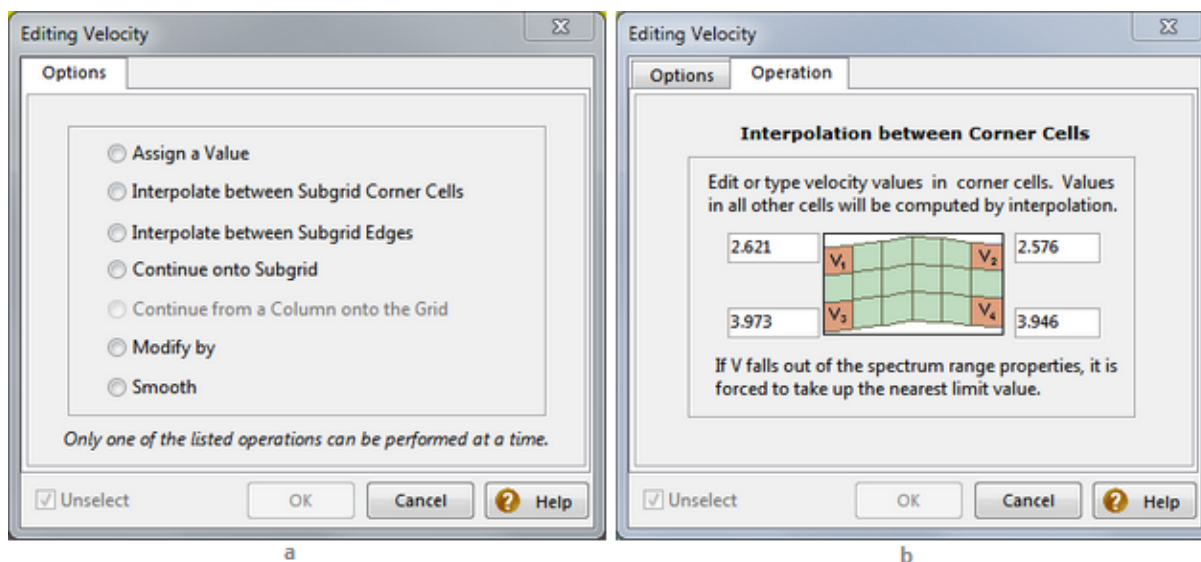 Editing Velocity
Options
Assign a Value
Interpolate between Subgrid Corner Cells
Interpolate between Subgrid Edges
Continue onto Subgrid
Continue from a Column onto the Grid
Modify by
Smooth
Only one of the listed operations can be performed at a time.
Unselect OK Cancel ? Help
a
Editing Velocity
Options Operation
Interpolation between Corner Cells
Edit or type velocity values in corner cells. Values
in all other cells will be computed by interpolation.
2.621 V1 V2 2.576
3.973 V3 V4 3.946
If V falls out of the spectrum range properties, it is
forced to take up the nearest limit value.
Unselect OK Cancel ? Help
b